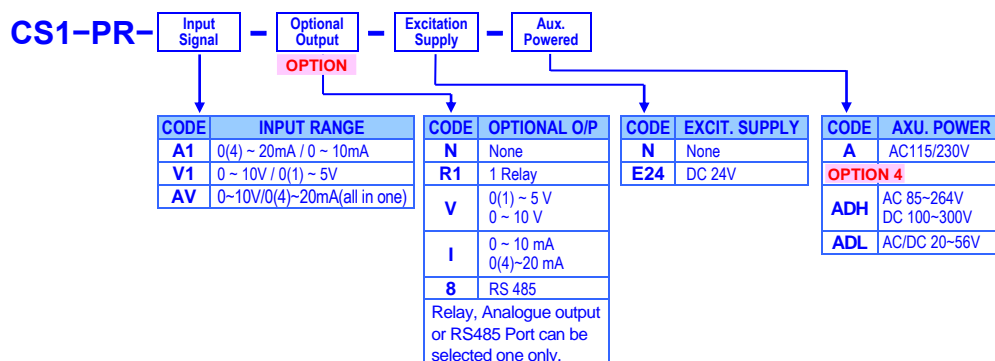 CS1-PR- Input Signal - Optional Output - Excitation Supply - Aux. Powered
OPTION
CODE INPUT RANGE
A1 0(4) ~ 20mA / 0 ~ 10mA
V1 0 ~ 10V / 0(1) ~ 5V
AV 0~10V/0(4)~20mA(all in one)
CODE OPTIONAL O/P
N None
R1 1 Relay
V 0(1) ~ 5 V
0 ~ 10 V
I 0 ~ 10 mA
0(4)~20 mA
8 RS 485
Relay, Analogue output
or RS485 Port can be
selected one only.
CODE EXCIT. SUPPLY
N None
E24 DC 24V
CODE AXU. POWER
A AC115/230V
OPTION 4
ADH AC 85~264V
DC 100~300V
ADL AC/DC 20~56V